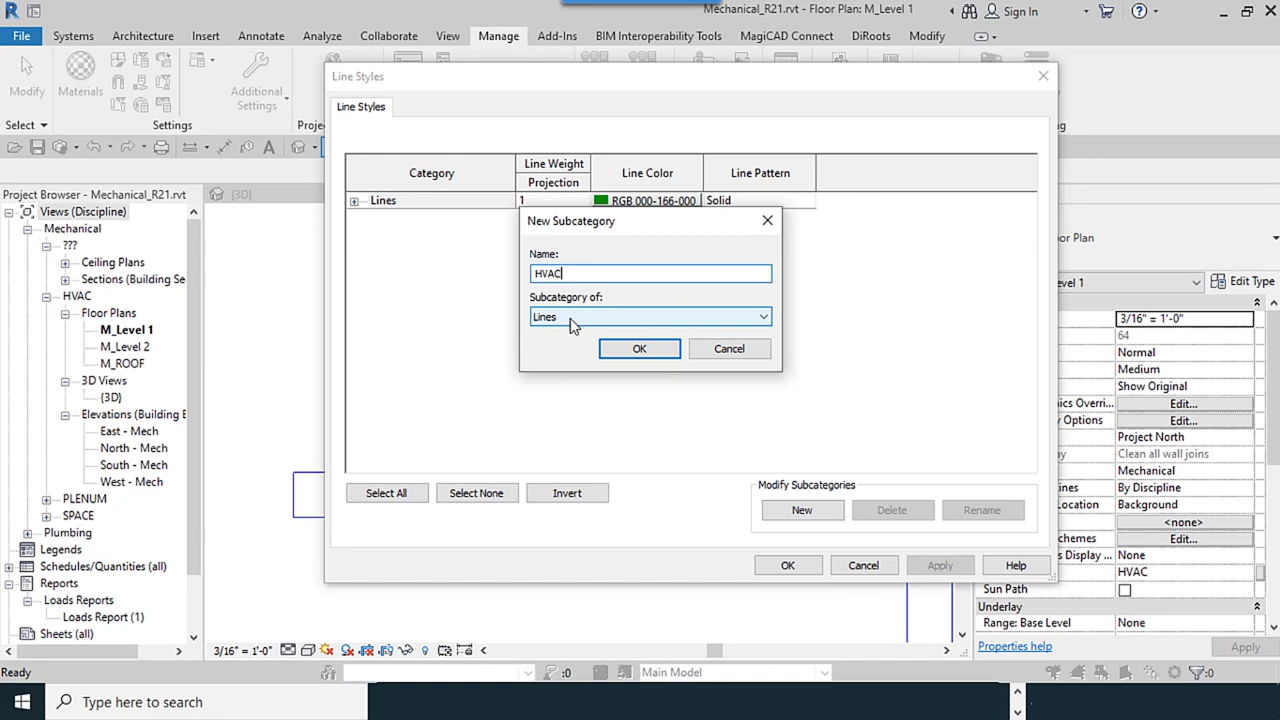 Mechanical_R21.rvt - Floor Plan: M_Level 1
Sign In
File
Systems
Architecture
Insert
Annotate
Analyze
Collaborate
View
Manage
Add-Ins
BIM Interoperability Tools
MagiCAD Connect
DiRoots
Modify
Modify
Materials
Additional
Settings
Select
Settings
Line Styles
Line Styles
Category
Line Weight
Projection
Line Color
Line Pattern
Lines
1
RGB 000-166-000
Solid
New Subcategory
Name:
HVAC
Subcategory of:
Lines
OK
Cancel
Select All
Select None
Invert
Modify Subcategories
New
Delete
Rename
OK
Cancel
Apply
Help
Project Browser - Mechanical_R21.rvt
Views (Discipline)
Mechanical
???
Ceiling Plans
Sections (Building Se
HVAC
Floor Plans
M_Level 1
M_Level 2
M_ROOF
3D Views
{3D}
Elevations (Building E
East - Mech
North - Mech
South - Mech
West - Mech
PLENUM
SPACE
Plumbing
Legends
Schedules/Quantities (all)
Reports
Loads Reports
Loads Report (1)
Sheets (all)
{3D}
Edit Type
3/16" = 1'-0"
64
Normal
Medium
Show Original
Edit...
Edit...
Project North
Clean all wall joins
Mechanical
By Discipline
Background
<none>
Edit...
None
HVAC
Sun Path
Underlay
Range: Base Level
None
Properties help
Apply
3/16" = 1'-0"
Ready
:0
Main Model
:0
Type here to search